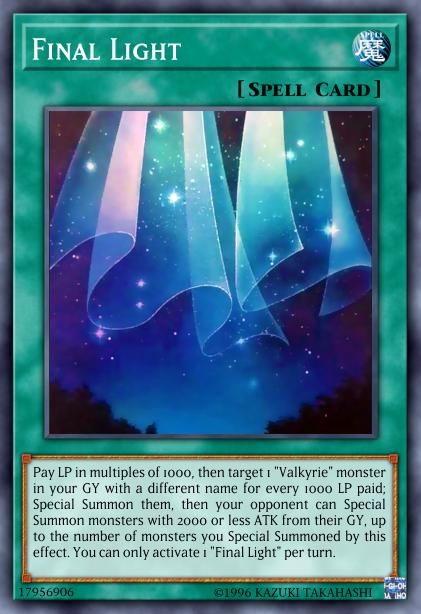 FINAL LIGHT
SPELL
魔
[SPELL CARD]
Pay LP in multiples of 1000, then target 1 "Valkyrie" monster
in your GY with a different name for every 1000 LP paid;
Special Summon them, then your opponent can Special
Summon monsters with 2000 or less ATK from their GY, up
to the number of monsters you Special Summoned by this
effect. You can only activate 1 "Final Light" per turn.
17956906
©1996 KAZUKI TAKAHASHI